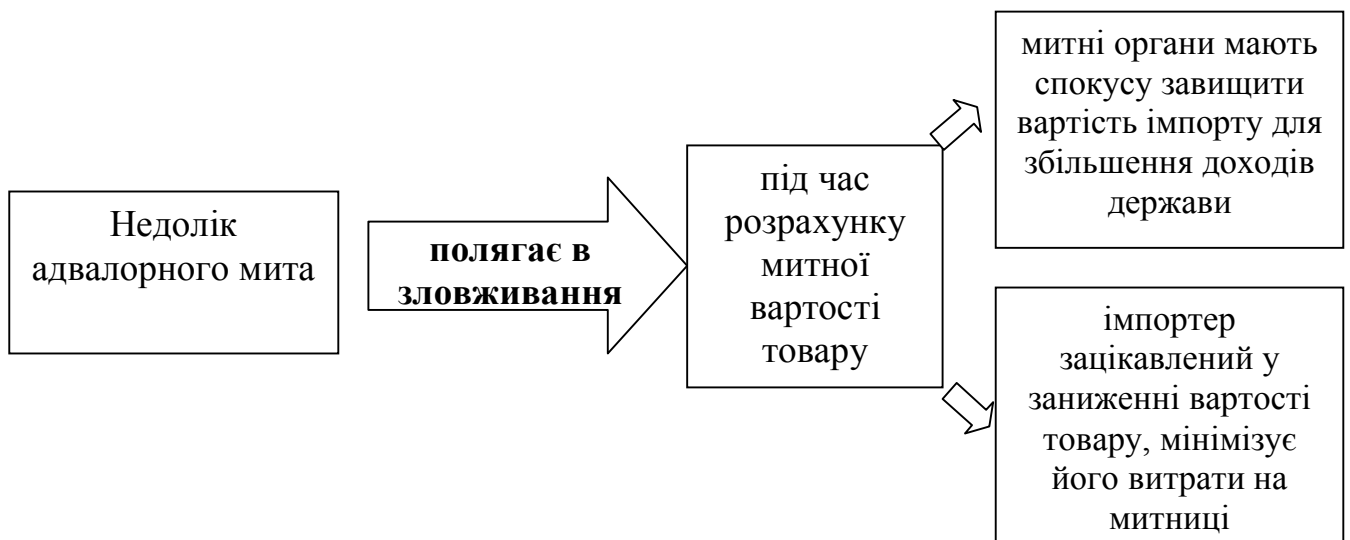 Недолік
адвалорного мита
полягає в
зловживання
під час
розрахунку
митної
вартості
товару
митні органи мають
спокусу завищити
вартість імпорту для
збільшення доходів
держави
імпортер
зацікавлений у
заниженні вартості
товару, мінімізує
його витрати на
митниці